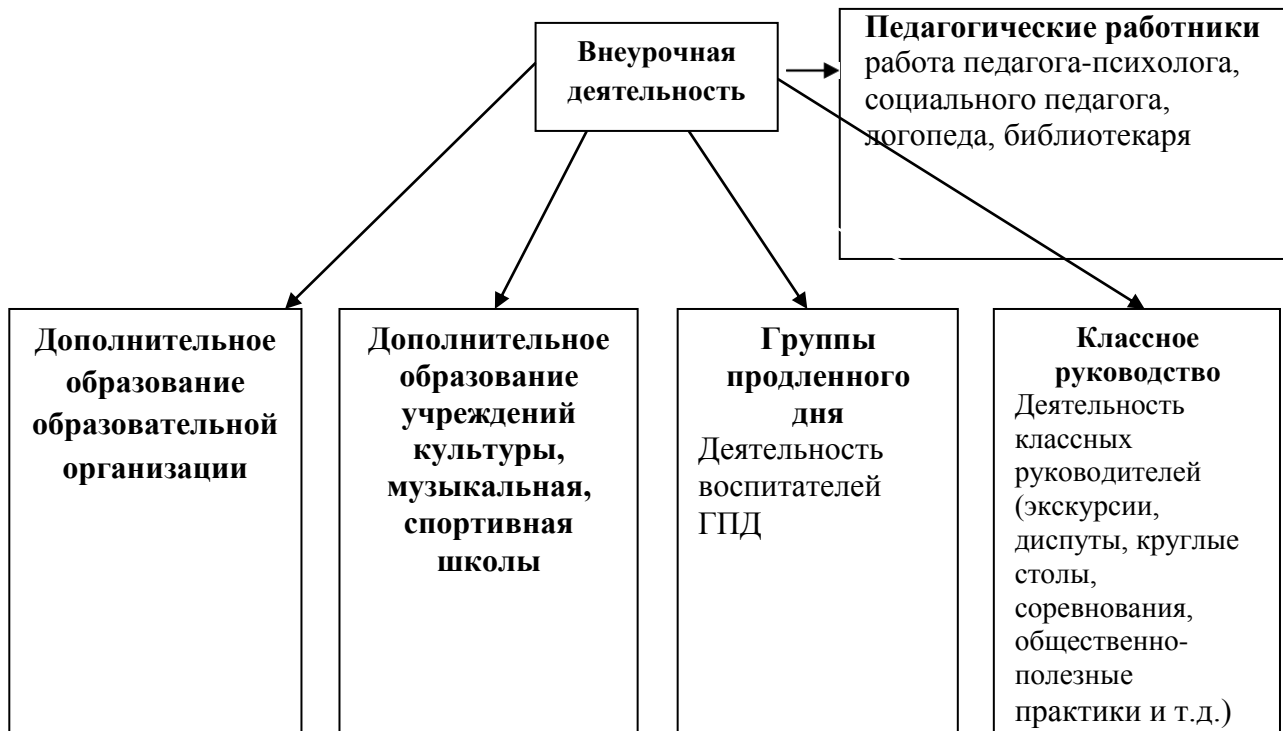 Внеурочная
деятельность
Педагогические работники
работа педагога-психолога,
социального педагога,
логопеда, библиотекаря
Дополнительное
образование
образовательной
организации
Дополнительное
образование
учреждений
культуры,
музыкальная,
спортивная
школы
Группы
продленного
дня
Деятельность
воспитателей
ГПД
Классное
руководство
Деятельность
классных
руководителей
(экскурсии,
диспуты, круглые
столы,
соревнования,
общественно-
полезные
практики и т.д.)